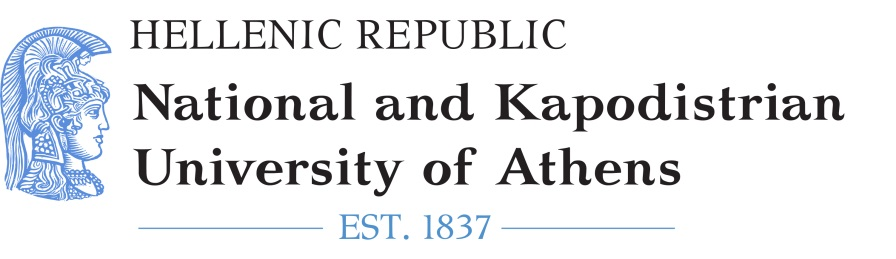 HELLENIC REPUBLIC
National and Kapodistrian
University of Athens
EST. 1837